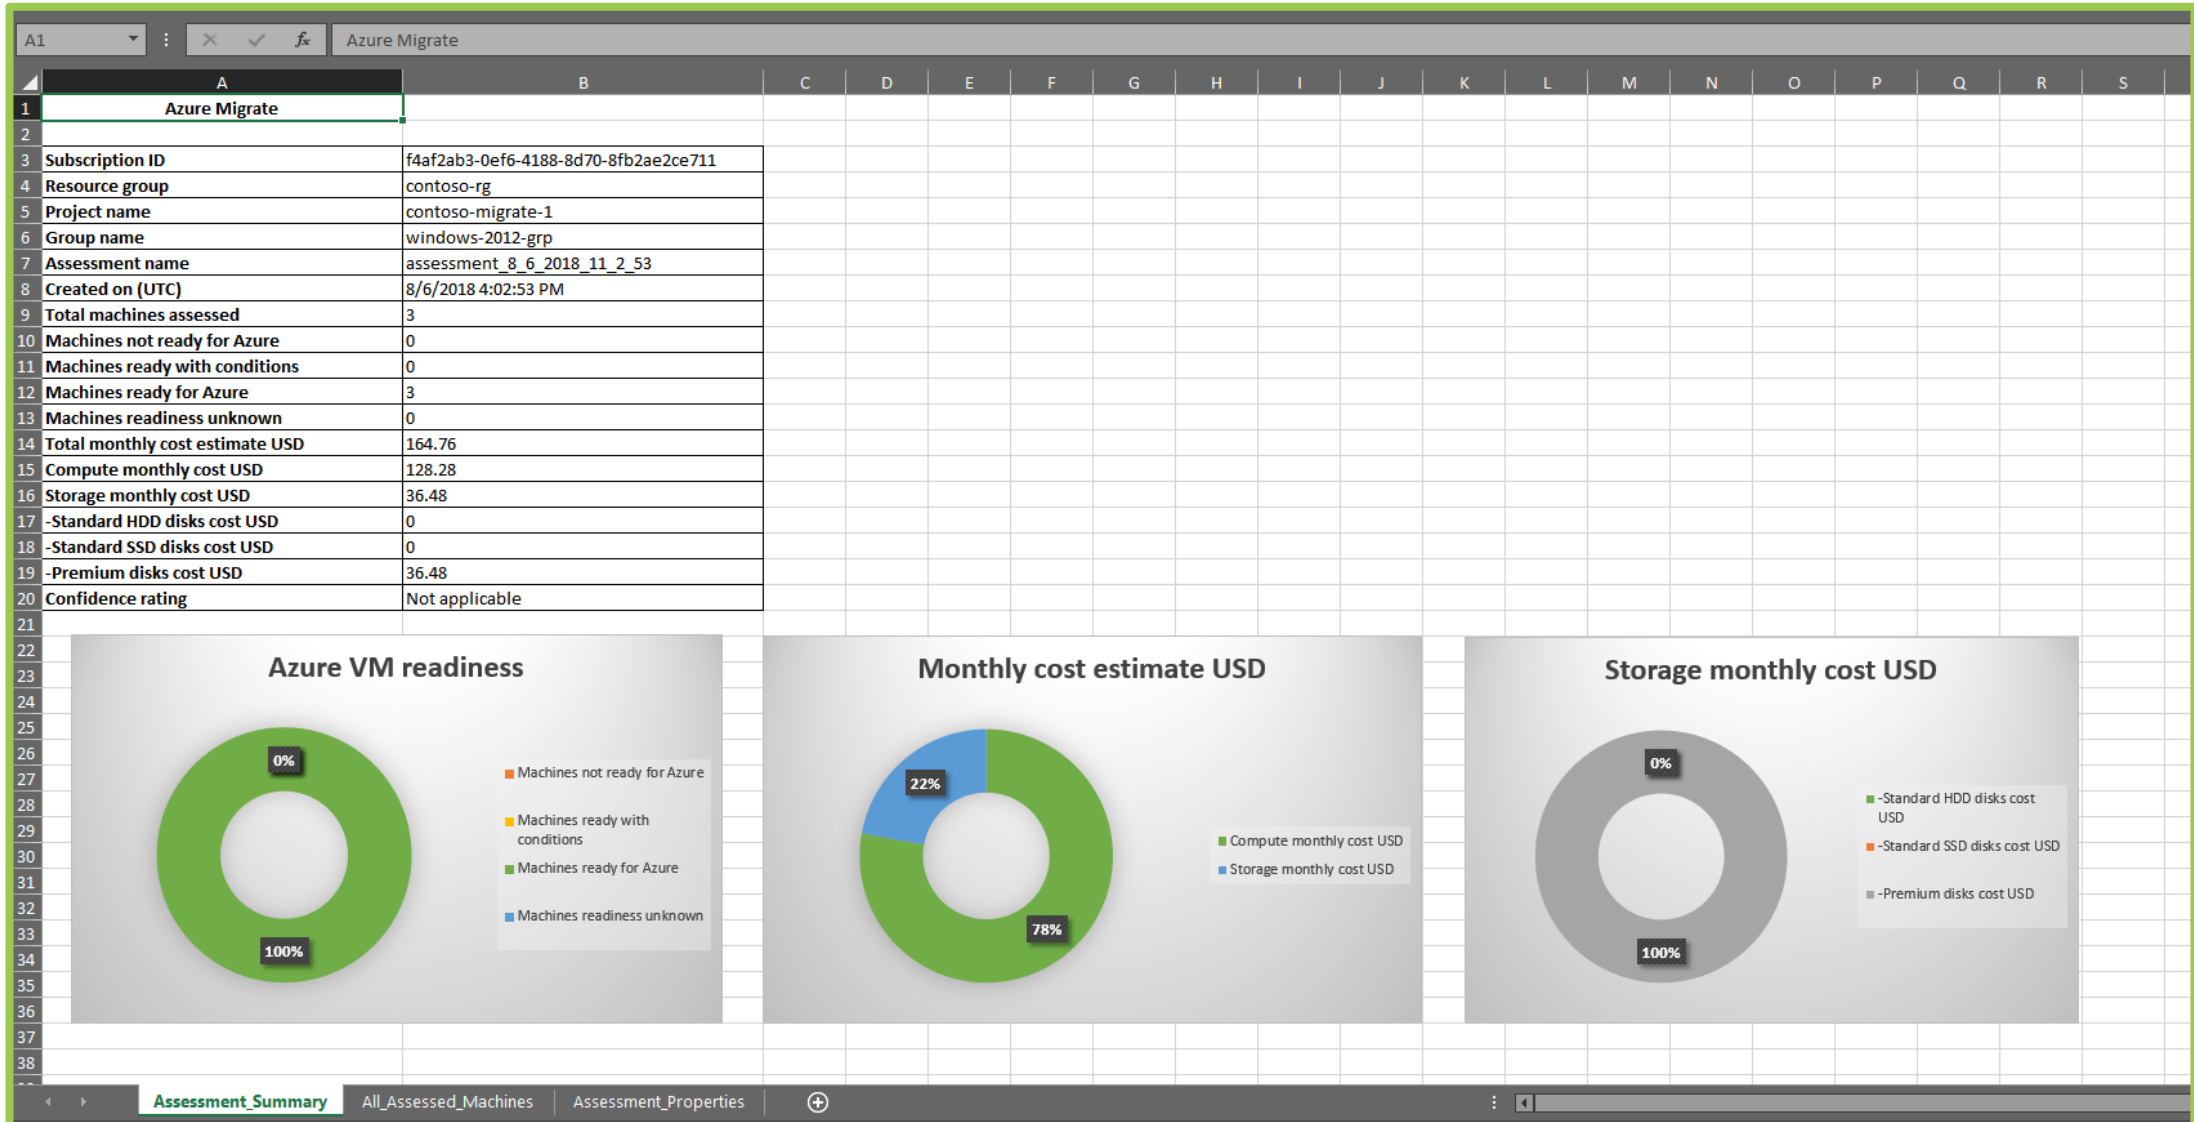 A1 fx Azure Migrate
A B C D E F G H I J K L M N O P Q R S
1 Azure Migrate
2
3 Subscription ID f4af2ab3-0ef6-4188-8d70-8fb2ae2ce711
4 Resource group contoso-rg
5 Project name contoso-migrate-1
6 Group name windows-2012-grp
7 Assessment name assessment_8_6_2018_11_2_53
8 Created on (UTC) 8/6/2018 4:02:53 PM
9 Total machines assessed 3
10 Machines not ready for Azure 0
11 Machines ready with conditions 0
12 Machines ready for Azure 3
13 Machines readiness unknown 0
14 Total monthly cost estimate USD 164.76
15 Compute monthly cost USD 128.28
16 Storage monthly cost USD 36.48
17 -Standard HDD disks cost USD 0
18 -Standard SSD disks cost USD 0
19 -Premium disks cost USD 36.48
20 Confidence rating Not applicable
21
22
23
24
25
26
27
28
29
30
31
32
33
34
35
36
37
38
Azure VM readiness
0%
100%
Machines not ready for Azure
Machines ready with
conditions
Machines ready for Azure
Machines readiness unknown
Monthly cost estimate USD
22%
78%
Compute monthly cost USD
Storage monthly cost USD
Storage monthly cost USD
0%
100%
-Standard HDD disks cost
USD
-Standard SSD disks cost USD
-Premium disks cost USD
Assessment_Summary All_Assessed_Machines Assessment_Properties